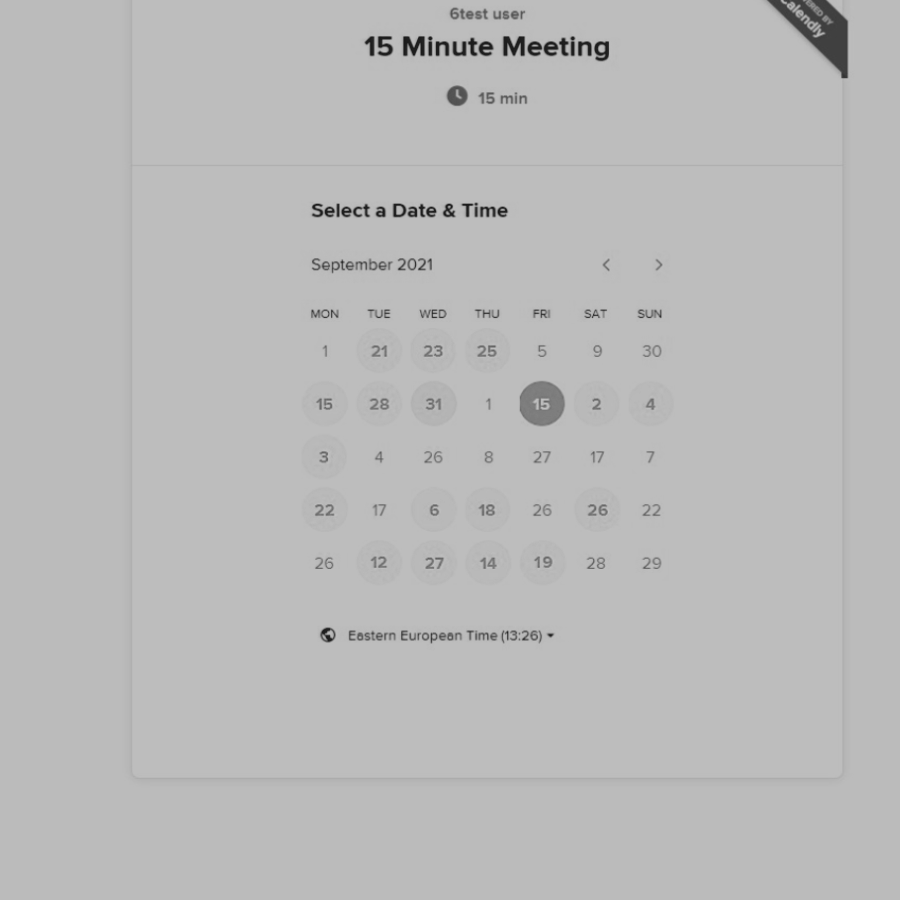 6test user
15 Minute Meeting
15 min
Calendly
Select a Date & Time
September 2021
MON TUE WED THU FRI SAT SUN
1 21 23 25 5 9 30
15 28 31 1 15 2 4
3 4 26 8 27 17 7
22 17 6 18 26 26 22
26 12 27 14 19 28 29
Eastern European Time (13:26)